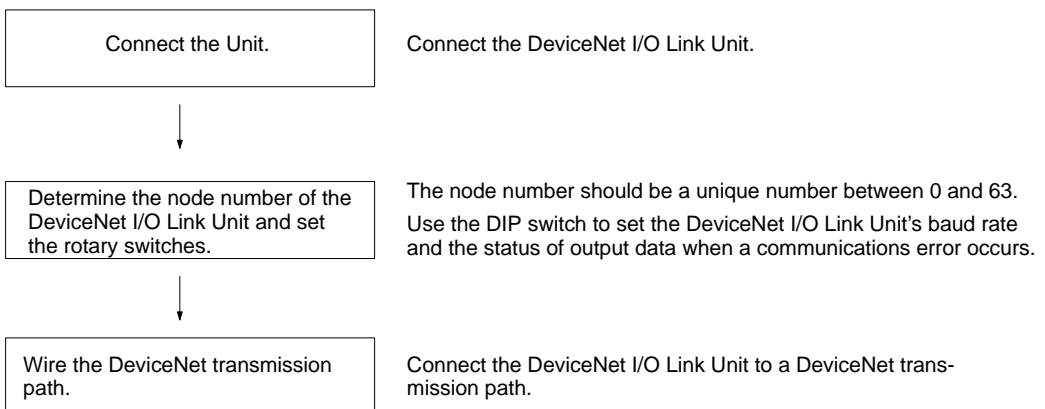 Connect the Unit.
Connect the DeviceNet I/O Link Unit.
Determine the node number of the
DeviceNet I/O Link Unit and set
the rotary switches.
The node number should be a unique number between 0 and 63.
Use the DIP switch to set the DeviceNet I/O Link Unit's baud rate
and the status of output data when a communications error occurs.
Wire the DeviceNet transmission
path.
Connect the DeviceNet I/O Link Unit to a DeviceNet trans-
mission path.